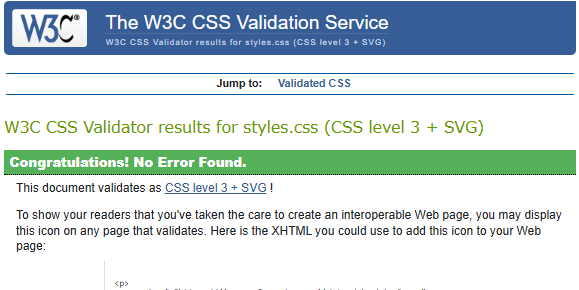 W3C®
The W3C CSS Validation Service
W3C CSS Validator results for styles.css (CSS level 3 + SVG)
Jump to: Validated CSS
W3C CSS Validator results for styles.css (CSS level 3 + SVG)
Congratulations! No Error Found.
This document validates as CSS level 3 + SVG !
To show your readers that you've taken the care to create an interoperable Web page, you may display
this icon on any page that validates. Here is the XHTML you could use to add this icon to your Web
page:
<p>